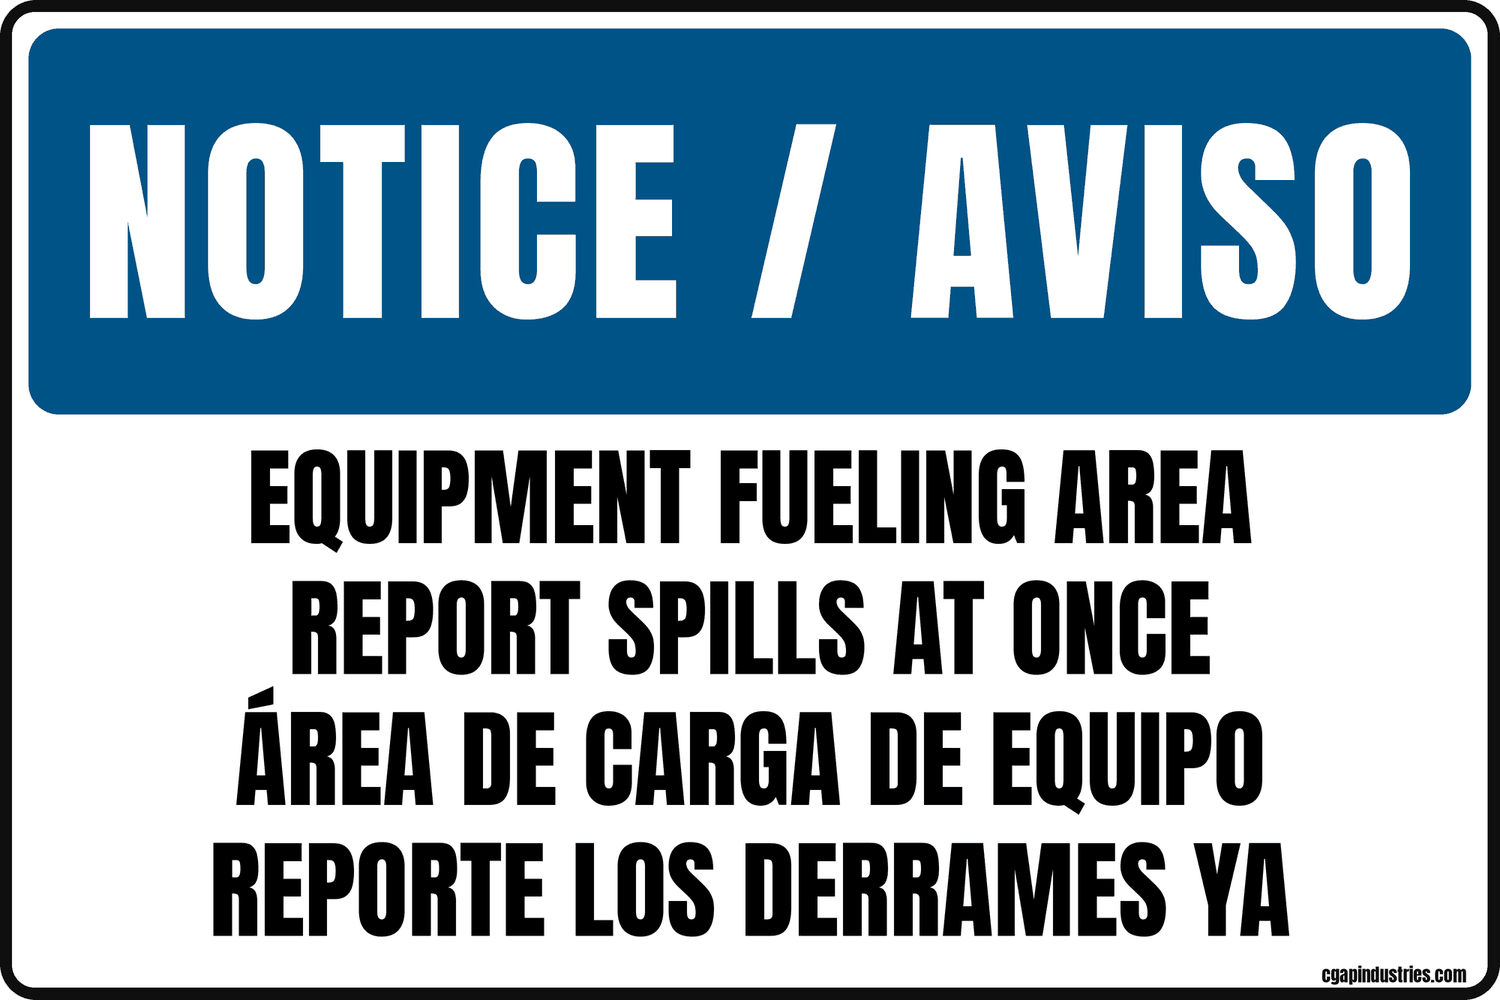 NOTICE / AVISO
EQUIPMENT FUELING AREA
REPORT SPILLS AT ONCE
ÁREA DE CARGA DE EQUIPO
REPORTE LOS DERRAMES YA
cgapindustries.com